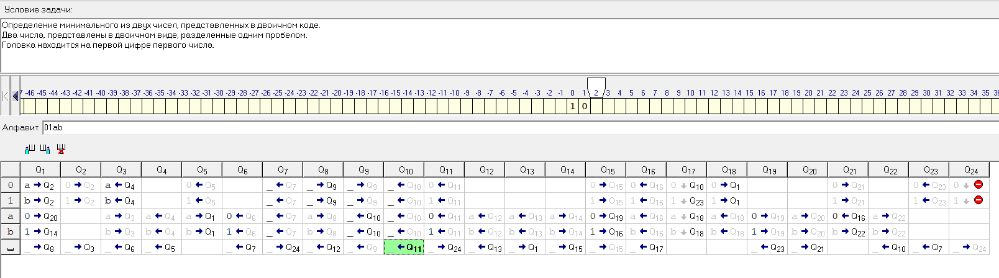 Условие задачи:
Определение минимального из двух чисел, представленных в двоичном коде.
Два числа, представлены в двоичном виде, разделенные одним пробелом.
Головка находится на первой цифре первого числа.
7 -46 -45 -44 -43 -42 -41 -40 -39 -38 -37 -36 -35 -34 -33 -32 -31 -30 -29 -28 -27 -26 -25 -24 -23 -22 -21 -20 -19 -18 -17 -16 -15 -14 -13 -12 -11 -10 -9 -8 -7 -6 -5 -4 -3 -2 -1 0 1 2 3 4 5 6 7 8 9 10 11 12 13 14 15 16 17 18 19 20 21 22 23 24 25 26 27 28 29 30 31 32 33 34 35 36
1 0
Алфавит 01ab
Q1 Q2 Q3 Q4 Q5 Q6 Q7 Q8 Q9 Q10 Q11 Q12 Q13 Q14 Q15 Q16 Q17 Q18 Q19 Q20 Q21 Q22 Q23 Q24
0 a → Q2 0 → Q2 a ← Q4 0 ← Q5 _ ← Q7 _ → Q9 _ → Q9 _ ← Q10 0 ← Q11 0 → Q15 0 ← Q16 0 ↓ Q10 0 → Q1 0 → Q21 0 ← Q23 0 ↓
1 b → Q2 1 → Q2 b ← Q4 1 ← Q5 _ ← Q7 _ → Q9 _ → Q9 _ ← Q10 1 ← Q11 1 → Q15 1 ← Q16 1 ↓ Q23 1 → Q1 1 → Q21 1 ← Q23 1 ↓
a 0 → Q20 a → Q3 a ← Q4 a → Q1 0 ← Q6 _ ← Q7 a → Q8 _ ← Q10 _ ← Q10 0 ← Q11 a ← Q12 a ← Q13 a → Q14 0 → Q19 a ← Q16 a ↓ Q18 a → Q18 0 → Q19 a → Q20 0 ← Q16 a ← Q22
b 1 → Q14 b → Q3 b ← Q4 b → Q1 1 ← Q6 _ ← Q7 b ← Q8 _ ← Q10 _ ← Q10 1 ← Q11 b ← Q12 b ← Q13 b → Q14 1 → Q16 b ← Q16 b ↓ Q18 b → Q18 1 → Q19 b → Q20 b ← Q22 b ← Q22
_ → Q8 _ → Q3 _ ← Q6 _ ← Q5 _ ← Q7 _ → Q24 _ ← Q12 _ ← Q9 ← Q11 _ → Q24 _ ← Q13 _ → Q1 _ → Q15 _ → Q15 _ ← Q17 _ ← Q23 _ → Q21 _ ← Q10 _ → Q7 _ → Q24